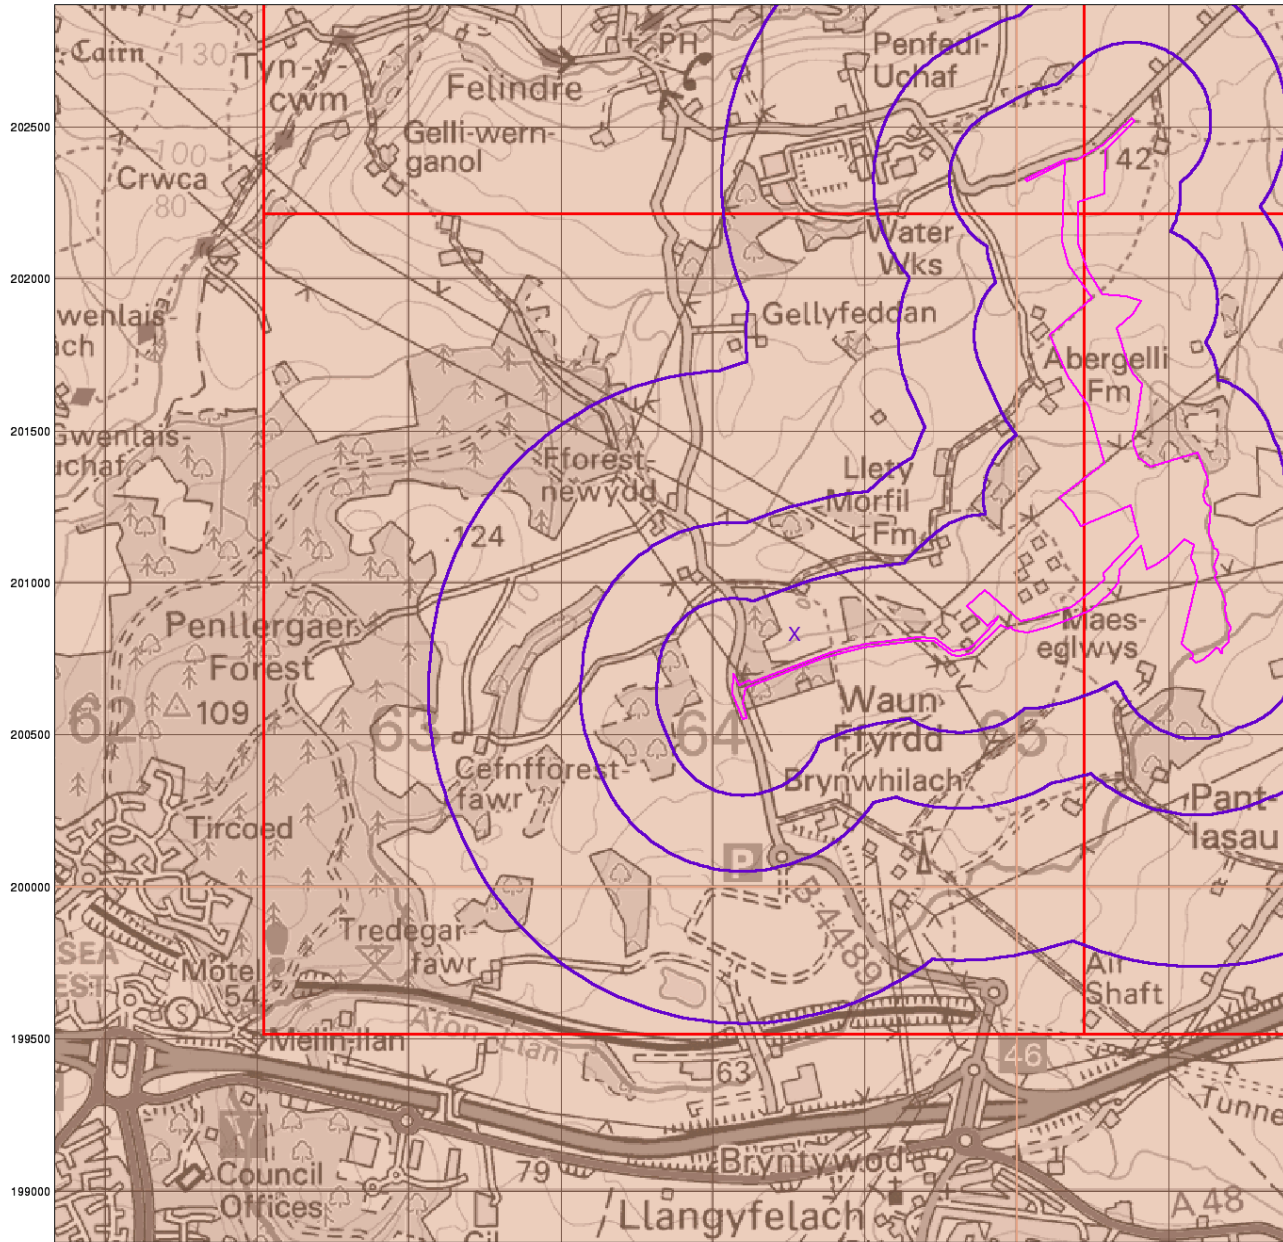 Cairn
130
Tyn-y-
cwm
PH
Felindre
Penfedi-
Uchaf
202500
Gelli-wern-
ganol
100
Crwca
80
142
Water
Wks
202000
wenlais-
ach
Gellyfeddan
Abergelli
Fm
201500
Gwenlais-
uchaf
Fforest-
newydd
Llety
Morfil
Fm
124
201000
Penllergaer
Forest
X
Maes-
eglwys
62
109
63
64
Waun
Ffyrdd
65
200500
Cefnfforest-
fawr
Brynwhilach
Pant-
lasau
Tircoed
P
200000
B 4489
SEA
EST
Tredegar-
fawr
Motel
54
Air
Shaft
S
199500
Melin-llan
Afon Llan
63
46
Tunne
Council
Offices
79
Bryntywod
199000
Llangyfelach
A 48